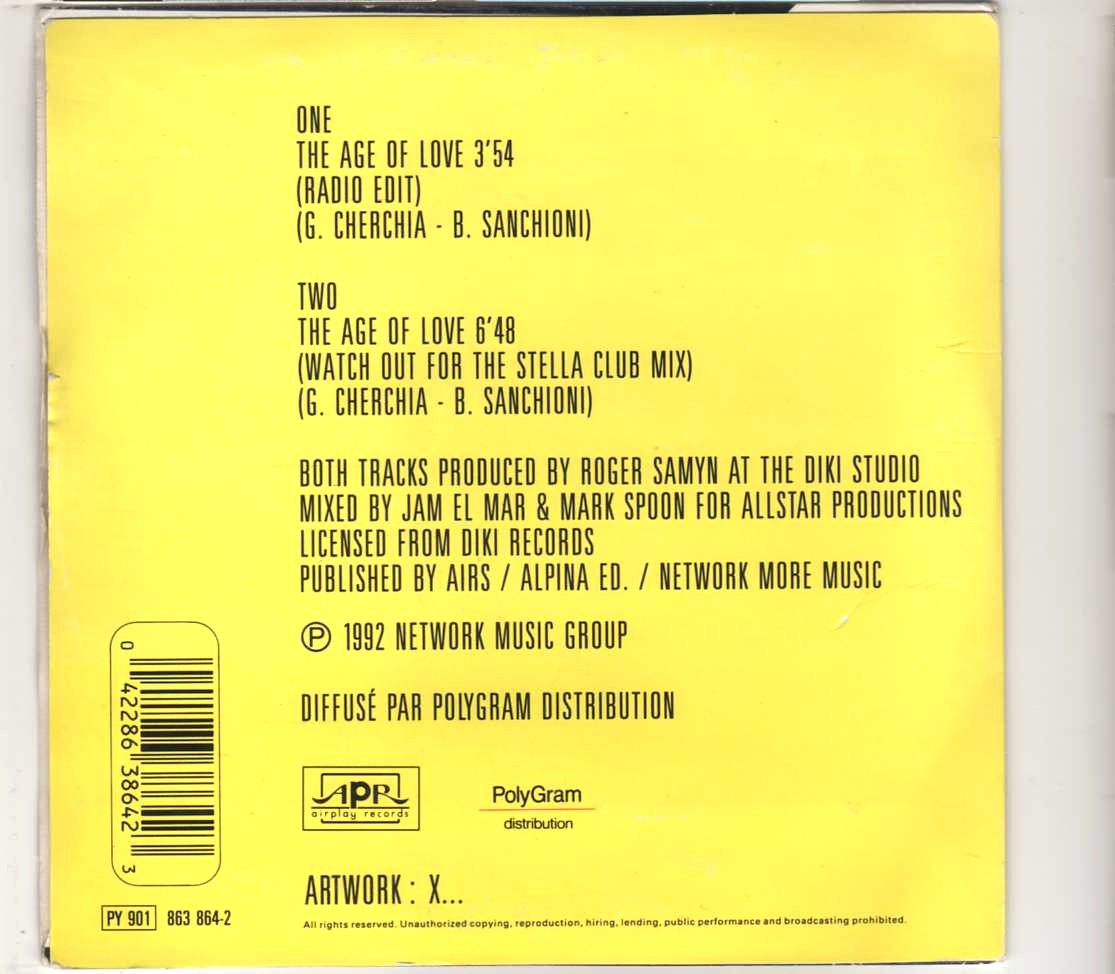 ONE
THE AGE OF LOVE 3'54
(RADIO EDIT)
(G. CHERCHIA - B. SANCHIONI)
TWO
THE AGE OF LOVE 6'48
(WATCH OUT FOR THE STELLA CLUB MIX)
(G. CHERCHIA - B. SANCHIONI)
BOTH TRACKS PRODUCED BY ROGER SAMYN AT THE DIKI STUDIO
MIXED BY JAM EL MAR & MARK SPOON FOR ALLSTAR PRODUCTIONS
LICENSED FROM DIKI RECORDS
PUBLISHED BY AIRS / ALPINA ED. / NETWORK MORE MUSIC
℗ 1992 NETWORK MUSIC GROUP
DIFFUSÉ PAR POLYGRAM DISTRIBUTION
0 42286 38642 3
APR
airplay records
PolyGram
distribution
ARTWORK : X...
PY 901 863 864-2
All rights reserved. Unauthorized copying, reproduction, hiring, lending, public performance and broadcasting prohibited.